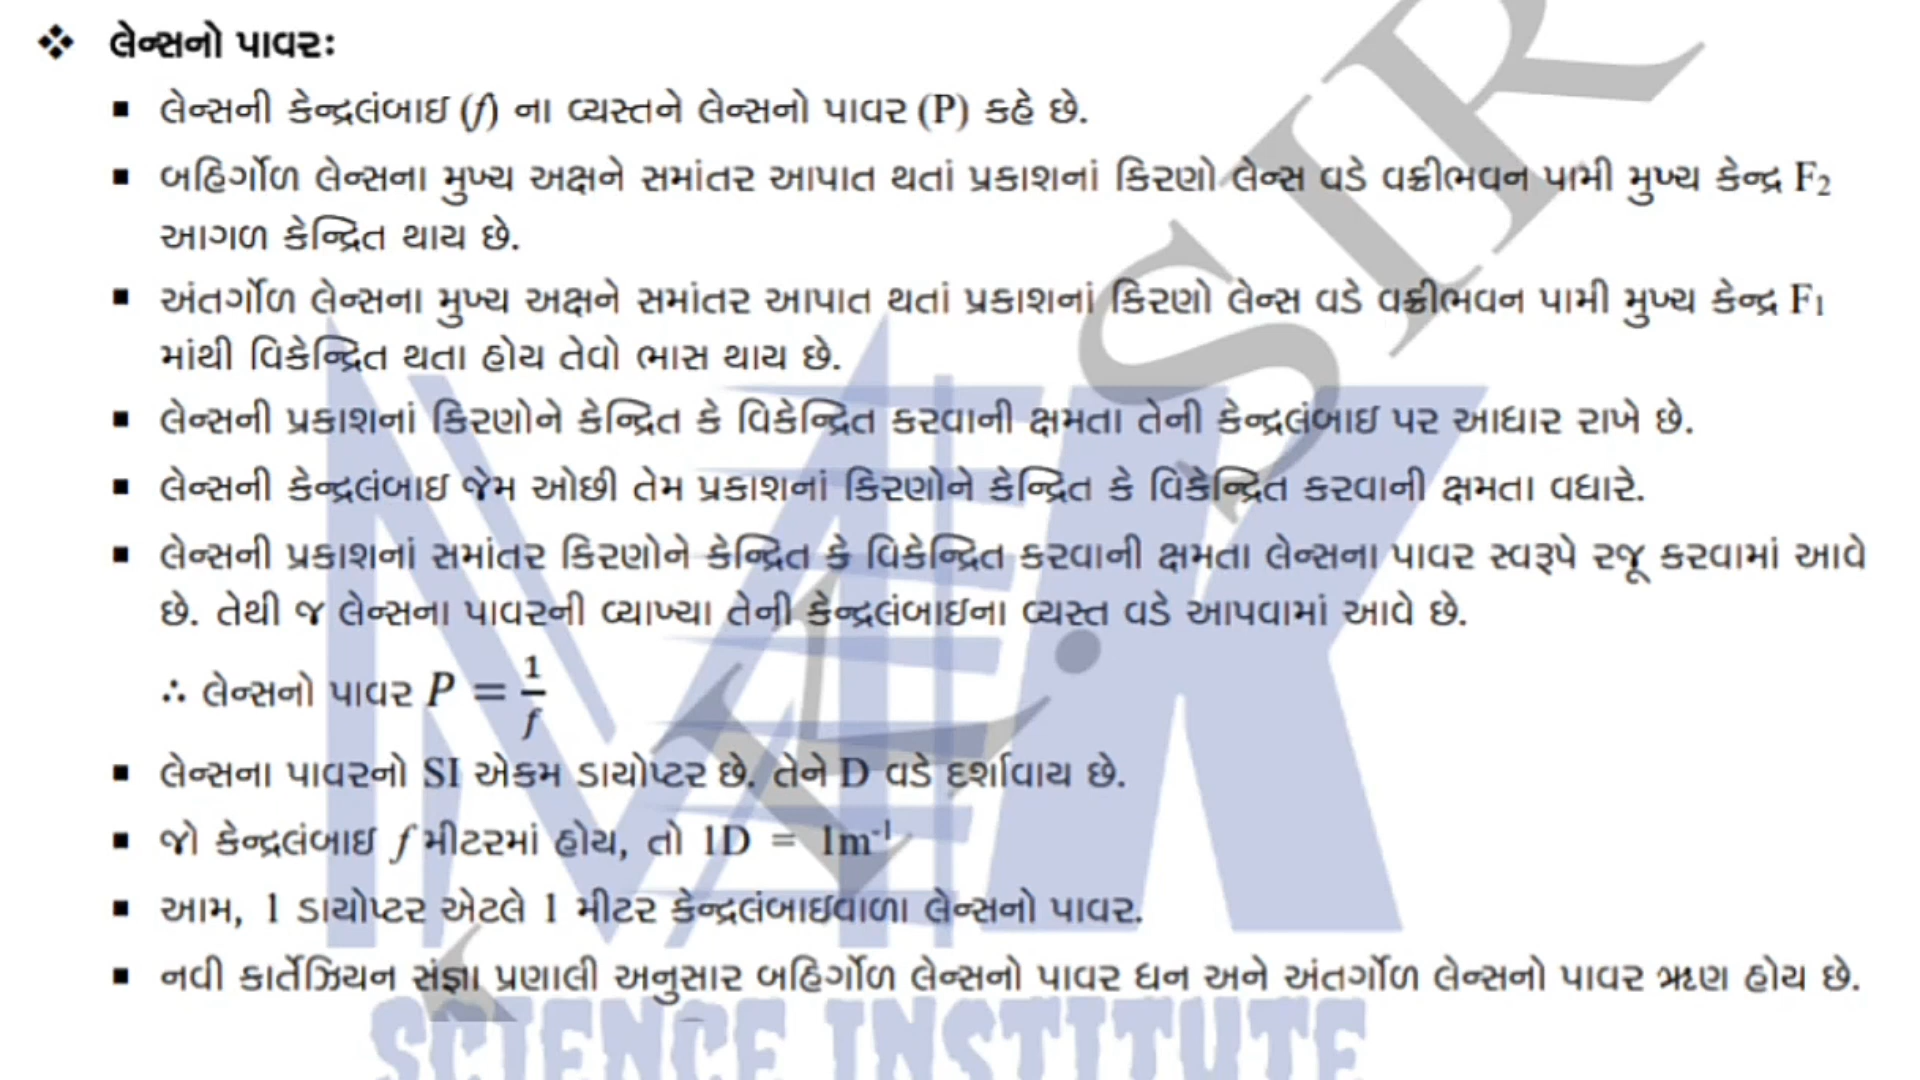 ❖ લેન્સનો પાવરઃ
▪ લેન્સની કેન્દ્રલંબાઇ (f) ના વ્યસ્તને લેન્સનો પાવર (P) કહે છે.
▪ બહિર્ગોળ લેન્સના મુખ્ય અક્ષને સમાંતર આપાત થતાં પ્રકાશનાં કિરણો લેન્સ વડે વક્રીભવન પામી મુખ્ય કેન્દ્ર F₂
આગળ કેન્દ્રિત થાય છે.
▪ અંતર્ગોળ લેન્સના મુખ્ય અક્ષને સમાંતર આપાત થતાં પ્રકાશનાં કિરણો લેન્સ વડે વક્રીભવન પામી મુખ્ય કેન્દ્ર F₁
માંથી વિકેન્દ્રિત થતા હોય તેવો ભાસ થાય છે.
▪ લેન્સની પ્રકાશનાં કિરણોને કેન્દ્રિત કે વિકેન્દ્રિત કરવાની ક્ષમતા તેની કેન્દ્રલંબાઇ પર આધાર રાખે છે.
▪ લેન્સની કેન્દ્રલંબાઇ જેમ ઓછી તેમ પ્રકાશનાં કિરણોને કેન્દ્રિત કે વિકેન્દ્રિત કરવાની ક્ષમતા વધારે.
▪ લેન્સની પ્રકાશનાં સમાંતર કિરણોને કેન્દ્રિત કે વિકેન્દ્રિત કરવાની ક્ષમતા લેન્સના પાવર સ્વરૂપે રજૂ કરવામાં આવે
છે. તેથી જ લેન્સના પાવરની વ્યાખ્યા તેની કેન્દ્રલંબાઇના વ્યસ્ત વડે આપવામાં આવે છે.
∴ લેન્સનો પાવર P = 1/f
▪ લેન્સના પાવરનો SI એકમ ડાયોપ્ટર છે. તેને D વડે દર્શાવાય છે.
▪ જો કેન્દ્રલંબાઇ f મીટરમાં હોય, તો 1D = 1m⁻¹
▪ આમ, 1 ડાયોપ્ટર એટલે 1 મીટર કેન્દ્રલંબાઇવાળા લેન્સનો પાવર.
▪ નવી કાર્તેઝિયન સંજ્ઞા પ્રણાલી અનુસાર બહિર્ગોળ લેન્સનો પાવર ધન અને અંતર્ગોળ લેન્સનો પાવર ઋણ હોય છે.
K. SIR
SCIENCE INSTITUTE